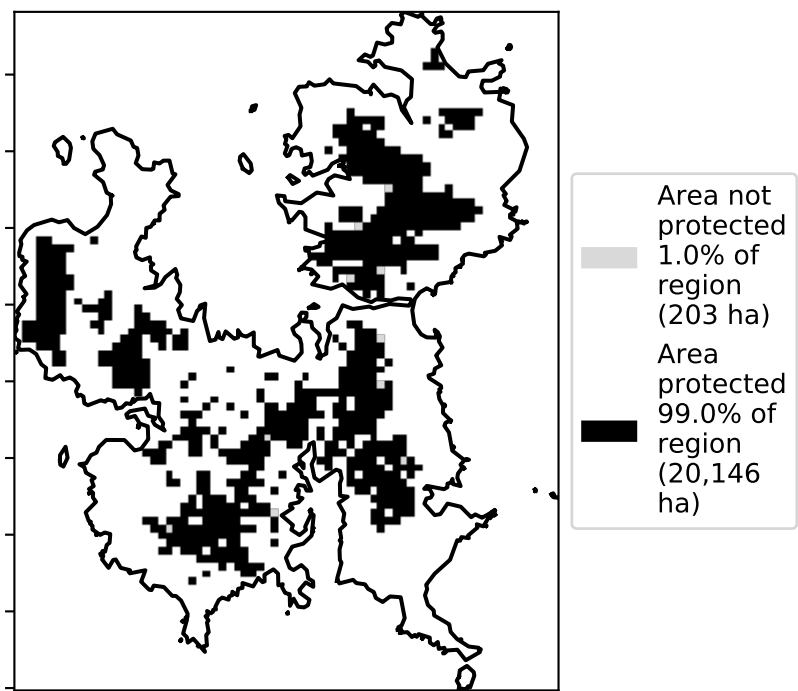 Area not
protected
1.0% of
region
(203 ha)
Area
protected
99.0% of
region
(20,146
ha)